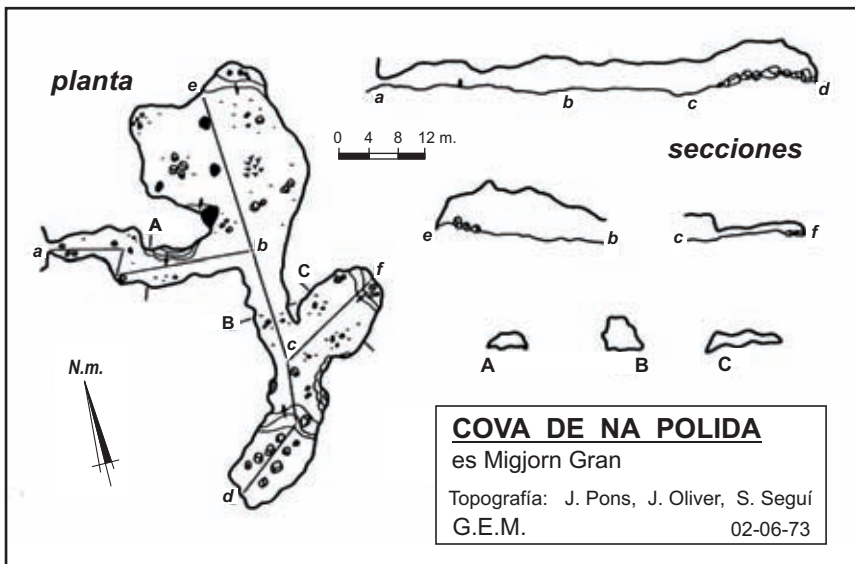 planta
e
a
A
b
C
f
B
c
d
N.m.
a
b
c
d
0 4 8 12 m.
secciones
e
b
c
f
A
B
C
COVA DE NA POLIDA
es Migjorn Gran
Topografía: J. Pons, J. Oliver, S. Seguí
G.E.M. 02-06-73